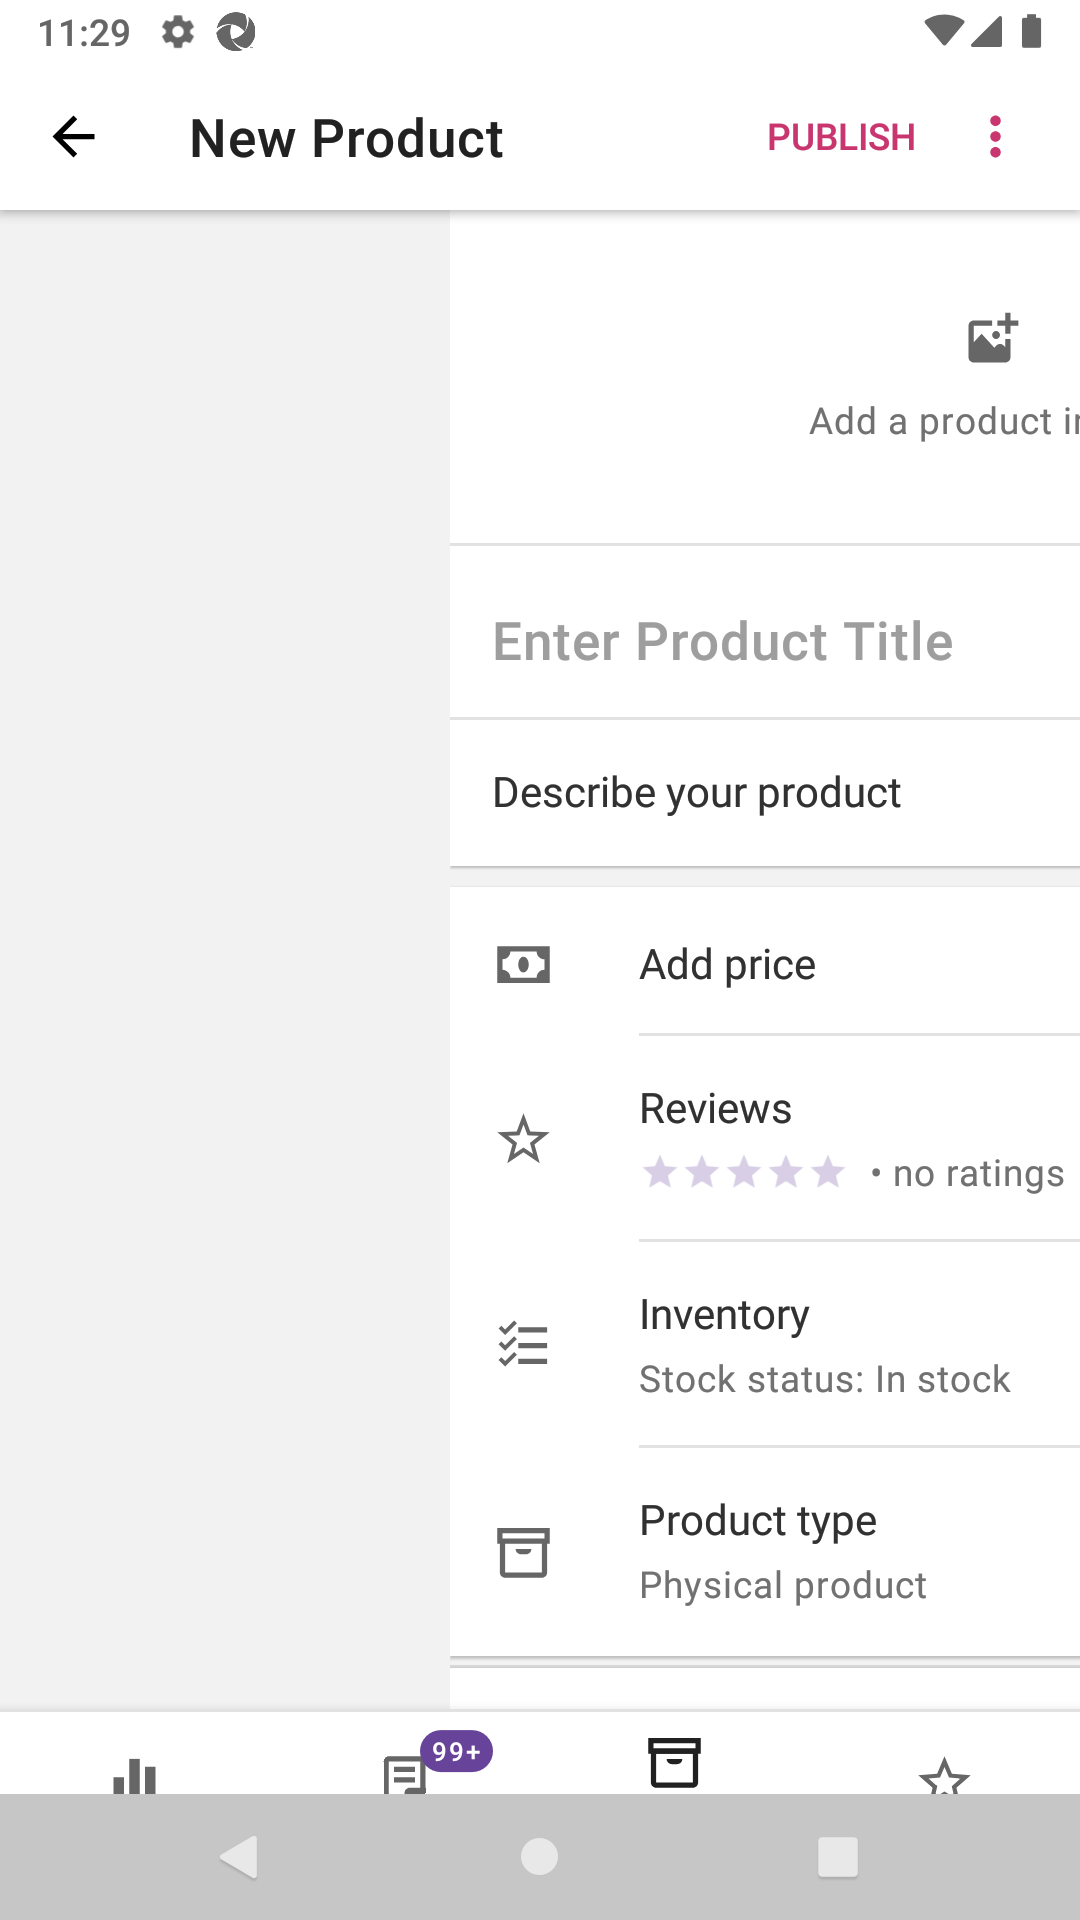 11:29
New Product
PUBLISH
Add a product
Enter Product Title
Describe your product
Add price
Reviews
• no ratings
Inventory
Stock status: In stock
Product type
Physical product
99+